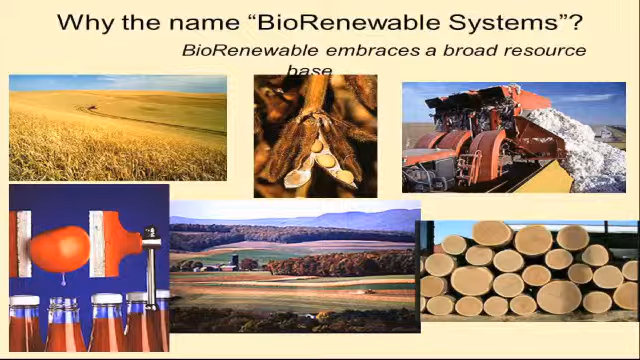 Why the name “BioRenewable Systems”?
BioRenewable embraces a broad resource
base